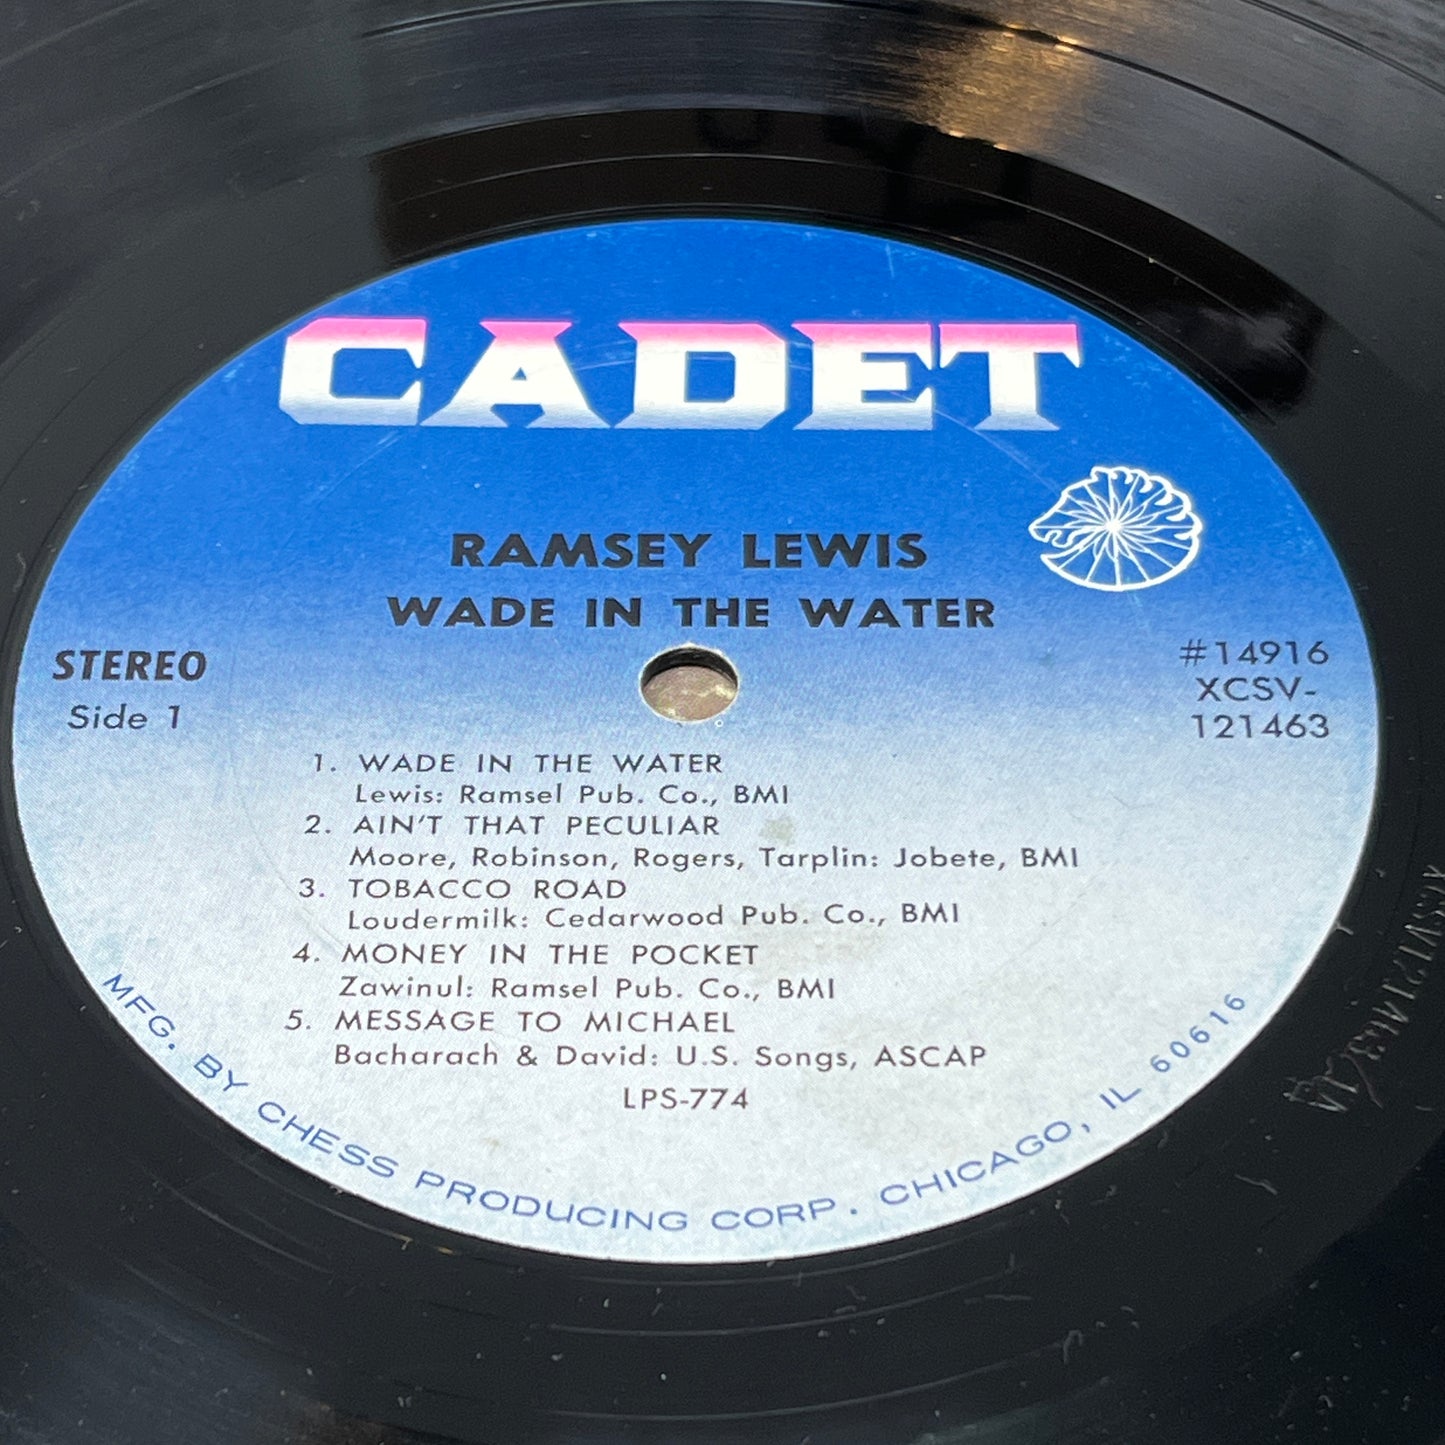 CADET
RAMSEY LEWIS
WADE IN THE WATER
STEREO
Side 1
#14916
XCSV-
121463
1. WADE IN THE WATER
Lewis: Ramsel Pub. Co., BMI
2. AIN'T THAT PECULIAR
Moore, Robinson, Rogers, Tarplin: Jobete, BMI
3. TOBACCO ROAD
Loudermilk: Cedarwood Pub. Co., BMI
4. MONEY IN THE POCKET
Zawinul: Ramsel Pub. Co., BMI
5. MESSAGE TO MICHAEL
Bacharach & David: U.S. Songs, ASCAP
LPS-774
MFG. BY CHESS PRODUCING CORP. CHICAGO, IL 60616